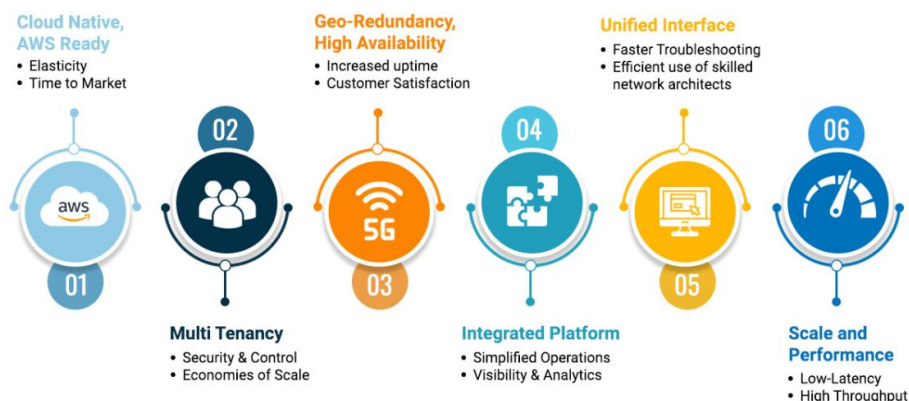 Cloud Native,
AWS Ready
• Elasticity
• Time to Market
aws
01
02
Multi Tenancy
• Security & Control
• Economies of Scale
Geo-Redundancy,
High Availability
• Increased uptime
• Customer Satisfaction
5G
03
04
Integrated Platform
• Simplified Operations
• Visibility & Analytics
Unified Interface
• Faster Troubleshooting
• Efficient use of skilled
network architects
05
06
Scale and
Performance
• Low-Latency
• High Throughput